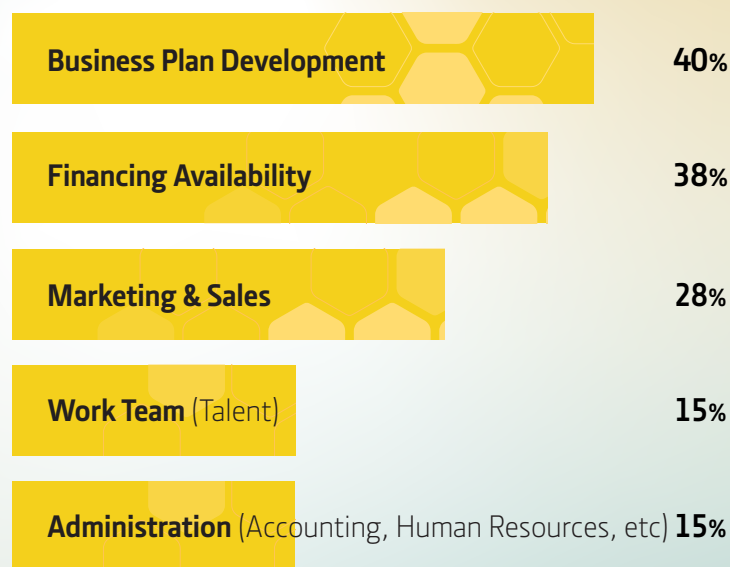 Business Plan Development 40%
Financing Availability 38%
Marketing & Sales 28%
Work Team (Talent) 15%
Administration (Accounting, Human Resources, etc) 15%